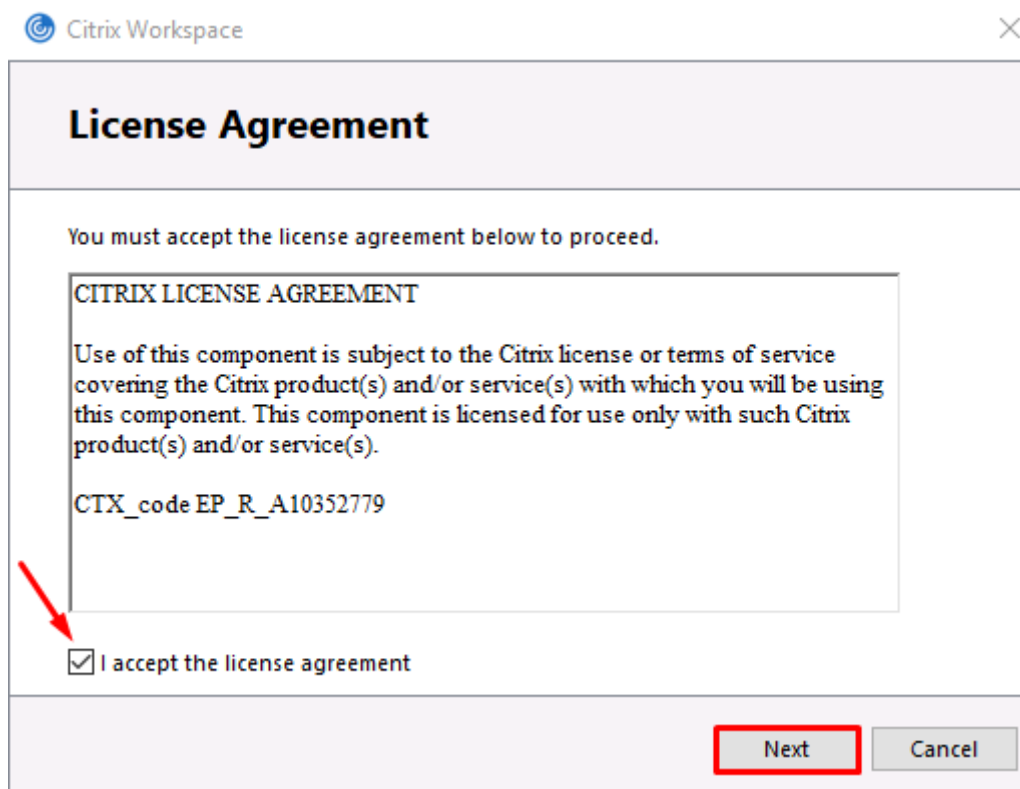 Citrix Workspace
License Agreement
You must accept the license agreement below to proceed.
CITRIX LICENSE AGREEMENT
Use of this component is subject to the Citrix license or terms of service
covering the Citrix product(s) and/or service(s) with which you will be using
this component. This component is licensed for use only with such Citrix
product(s) and/or service(s).
CTX_code EP_R_A10352779
I accept the license agreement
Next
Cancel